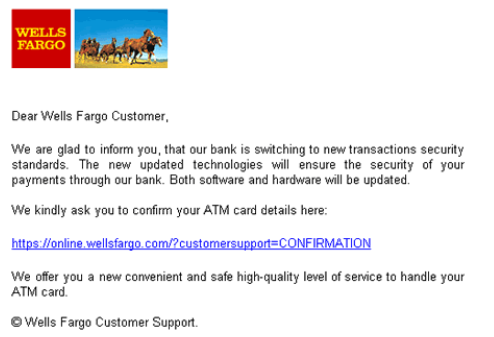 WELLS
FARGO
Dear Wells Fargo Customer,
We are glad to inform you, that our bank is switching to new transactions security
standards. The new updated technologies will ensure the security of your
payments through our bank. Both software and hardware will be updated.
We kindly ask you to confirm your ATM card details here:
https://online.wellsfargo.com/?customersupport=CONFIRMATION
We offer you a new convenient and safe high-quality level of service to handle your
ATM card.
© Wells Fargo Customer Support.